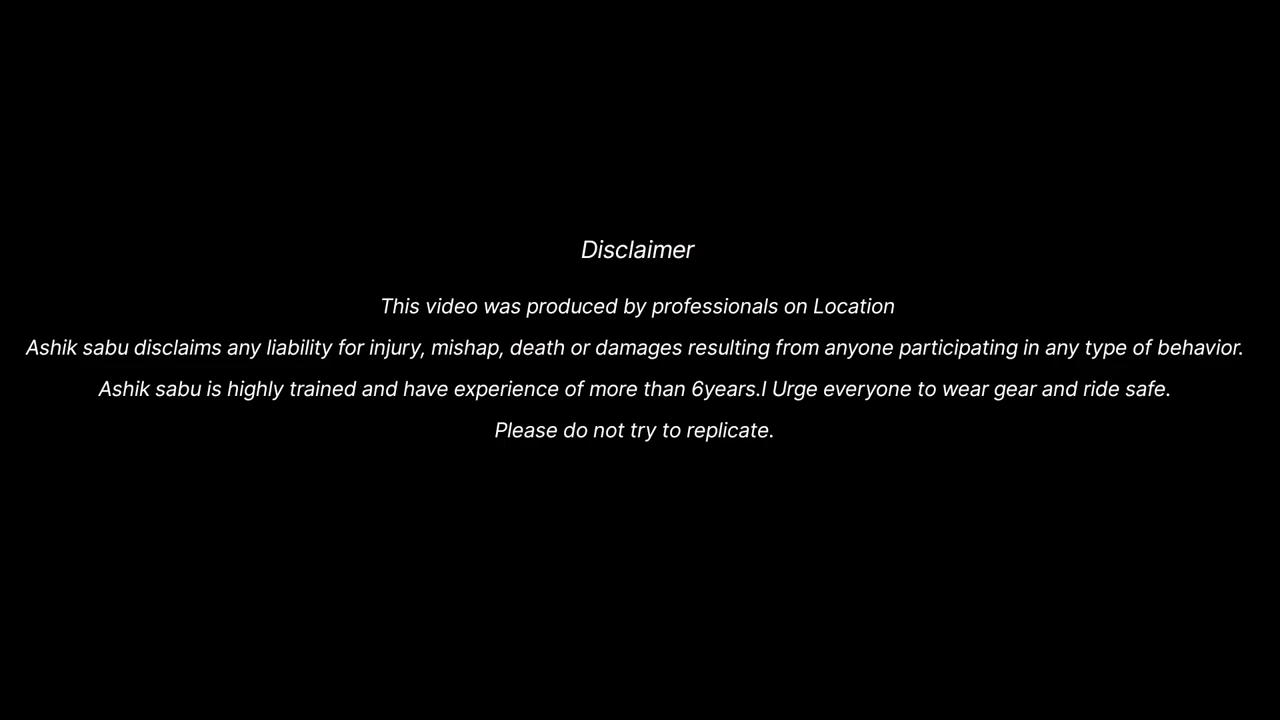 Disclaimer
This video was produced by professionals on Location
Ashik sabu disclaims any liability for injury, mishap, death or damages resulting from anyone participating in any type of behavior.
Ashik sabu is highly trained and have experience of more than 6years.I Urge everyone to wear gear and ride safe.
Please do not try to replicate.